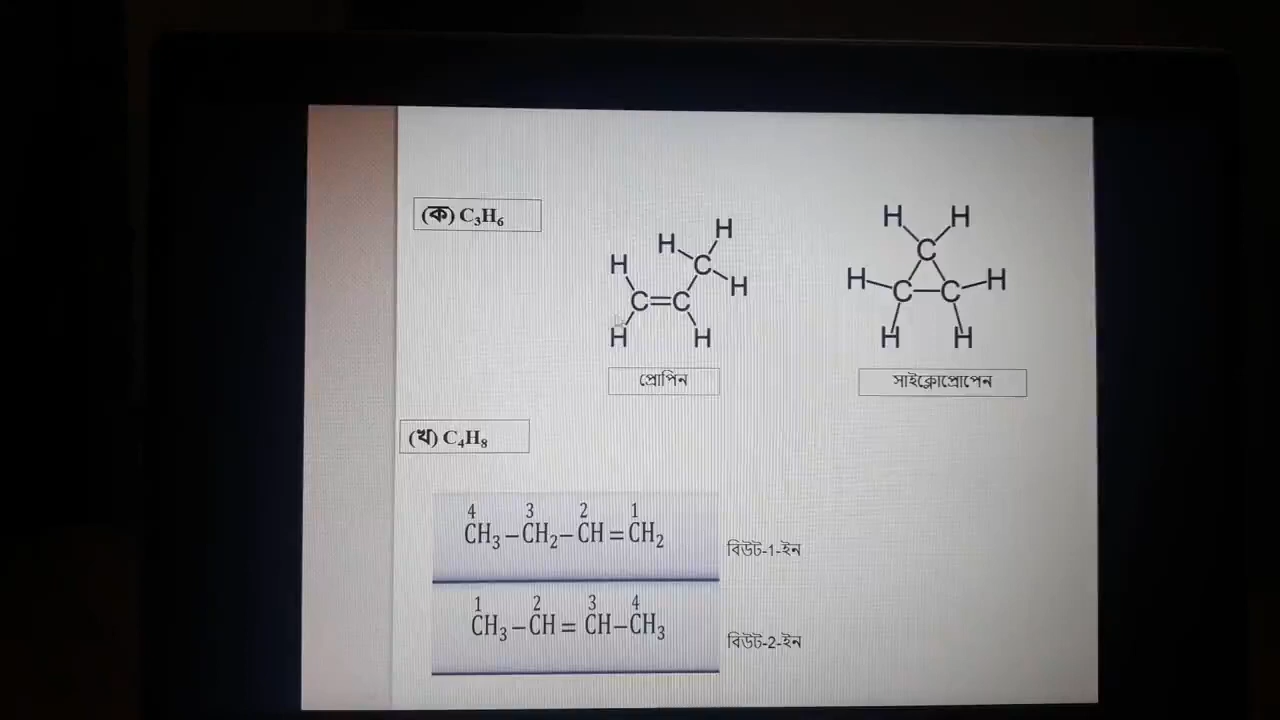 (ক) C₃H₆
H H
H C H
H C H
C=C
H H
H C C H
H H
প্রোপিন
সাইক্লোপ্রোপেন
(খ) C₄H₈
4 3 2 1
CH₃–CH₂–CH=CH₂
বিউট-1-ইন
1 2 3 4
CH₃–CH=CH–CH₃
বিউট-2-ইন